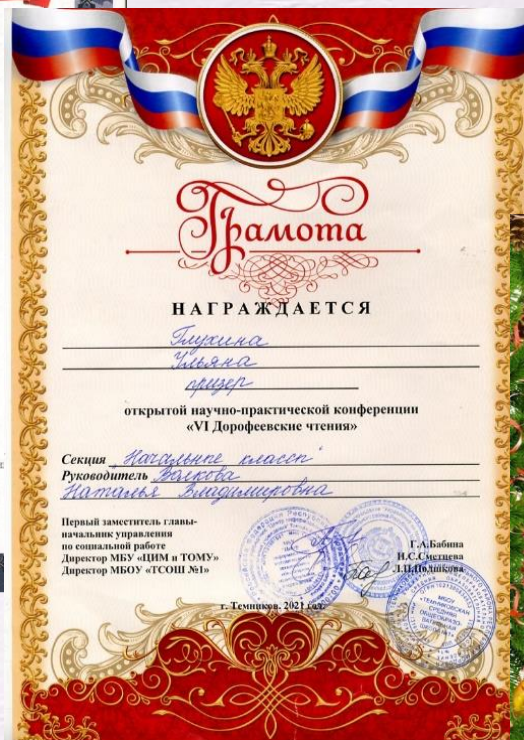 Грамота
НАГРАЖДАЕТСЯ
Глухина
Ульяна
призер
открытой научно-практической конференции
«VI Дорофеевские чтения»
Секция „Начальные классы“
Руководитель Волкова
Наталья Владимировна
Первый заместитель главы-
начальник управления
по социальной работе Г.А.Бабина
Директор МБУ «ЦИМ и ТОМУ» Н.С.Сметнева
Директор МБОУ «ТСОШ №1»
г. Темников, 2021 год.